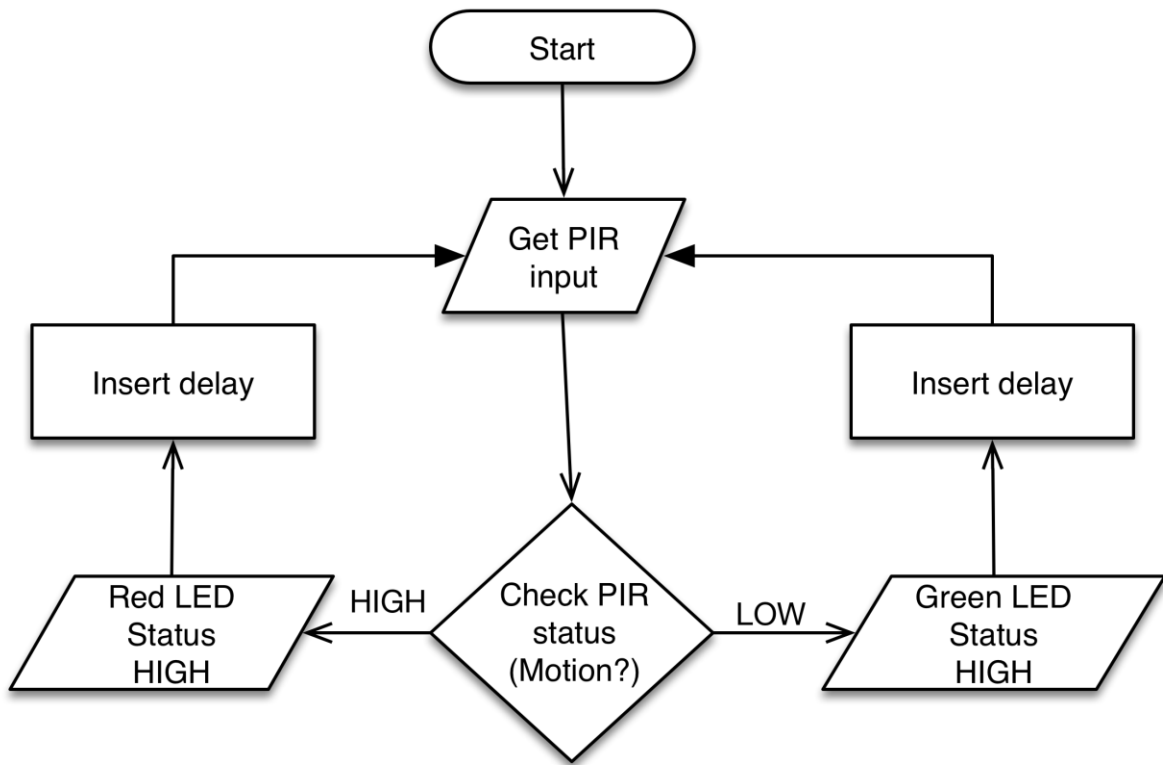 Start
Get PIR
input
Insert delay
Insert delay
Red LED
Status
HIGH
HIGH
Check PIR
status
(Motion?)
LOW
Green LED
Status
HIGH